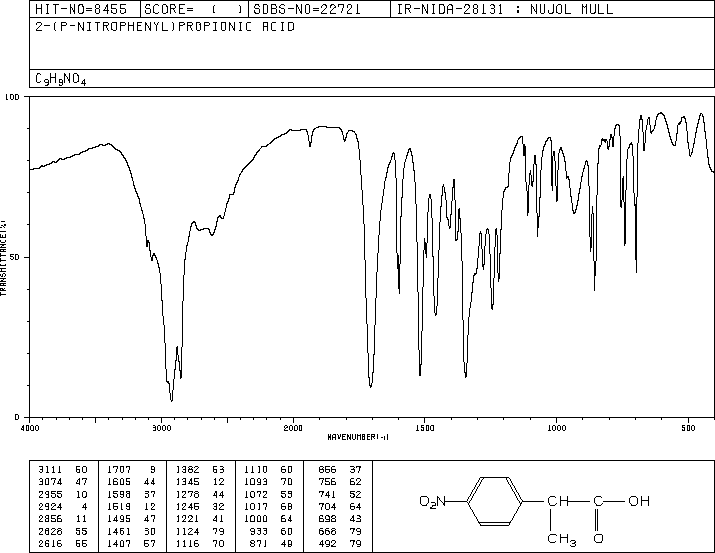 HIT-NO=8455 SCORE= ( ) SDBS-NO=22721 IR-NIDA-28131 : NUJOL MULL
2-(P-NITROPHENYL)PROPIONIC ACID
C9H9NO4
100
TRANSMITTANCE(%)
50
0
4000 3000 2000 1500 1000 500
WAVENUMBER(-1)
3111 60 1707 9 1382 53 1110 60 856 37
3074 47 1605 44 1345 12 1093 70 756 62
2955 10 1598 37 1278 44 1072 59 741 52
2924 4 1519 12 1245 32 1017 68 704 64
2856 11 1495 47 1221 41 1000 64 698 43
2628 55 1461 30 1124 79 933 60 668 79
2616 55 1407 57 1116 70 871 49 492 79
O2N CH C OH
CH3 O